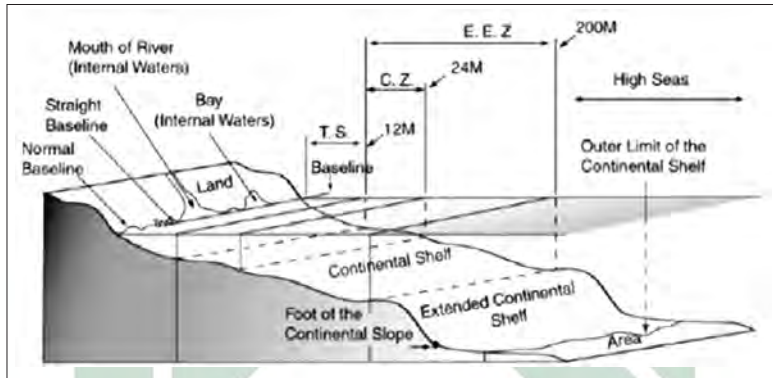 E. E. Z
200M
Mouth of River
(Internal Waters)
24M
C. Z.
High Seas
Straight
Baseline
Bay
(Internal Waters)
T. S.
12M
Normal
Baseline
Baseline
Outer Limit of the
Continental Shelf
Land
Continental Shelf
Extended Continental
Shelf
Foot of the
Continental Slope
Area